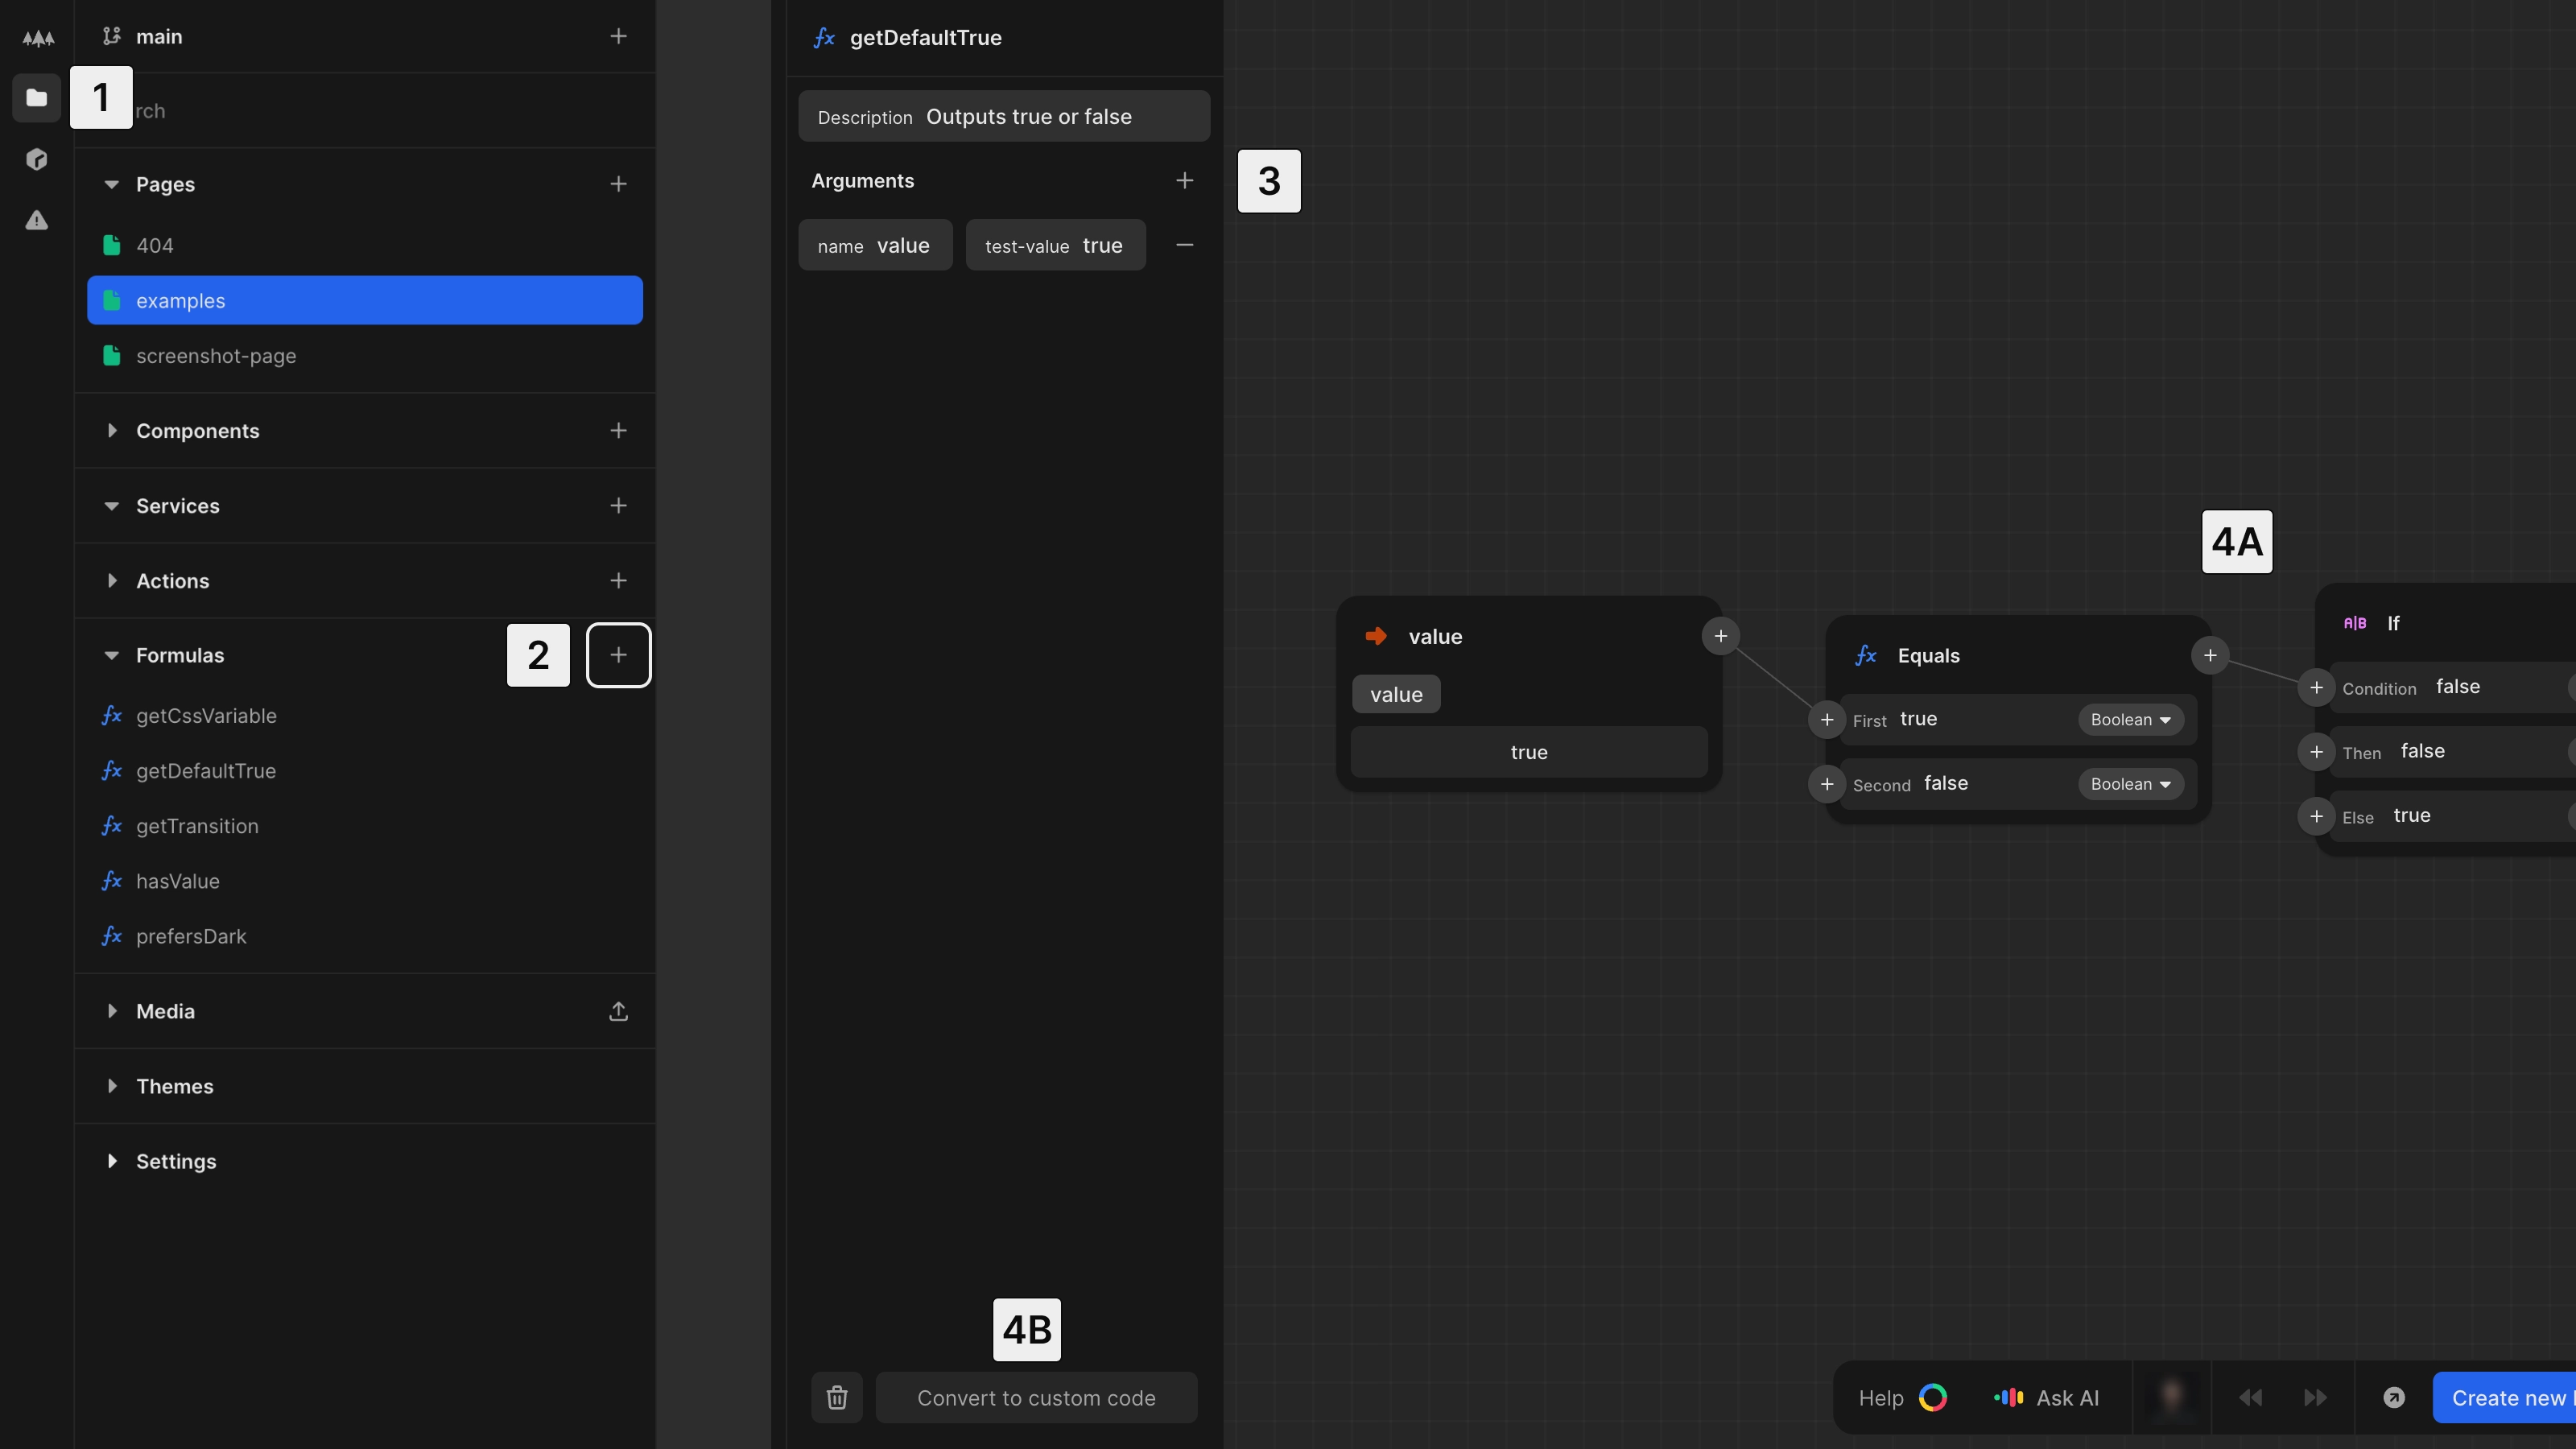 main
1
rch
Pages
404
examples
screenshot-page
Components
Services
Actions
Formulas
2
getCssVariable
getDefaultTrue
getTransition
hasValue
prefersDark
Media
Themes
Settings
fx getDefaultTrue
Description Outputs true or false
Arguments
3
name value test-value true
4B
Convert to custom code
value
value
true
fx Equals
First true Boolean
Second false Boolean
4A
A|B If
Condition false
Then false
Else true
Help Ask AI Create new